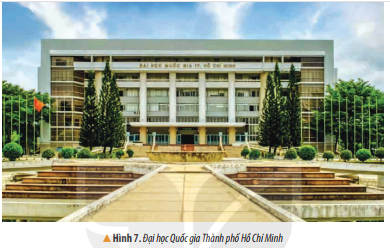 ĐẠI HỌC QUỐC GIA TP. HỒ CHÍ MINH
▲ Hình 7. Đại học Quốc gia Thành phố Hồ Chí Minh